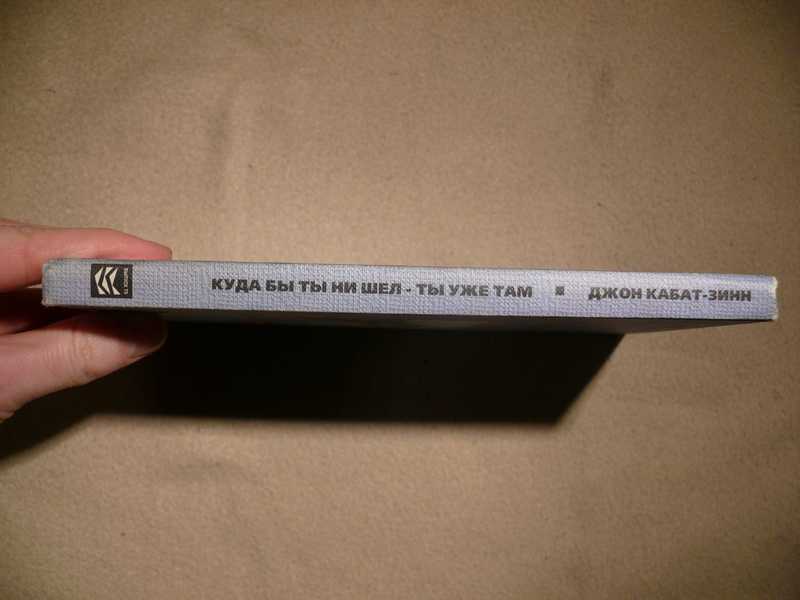 КУДА БЫ ТЫ НИ ШЕЛ - ТЫ УЖЕ ТАМ ■ ДЖОН КАБАТ-ЗИНН